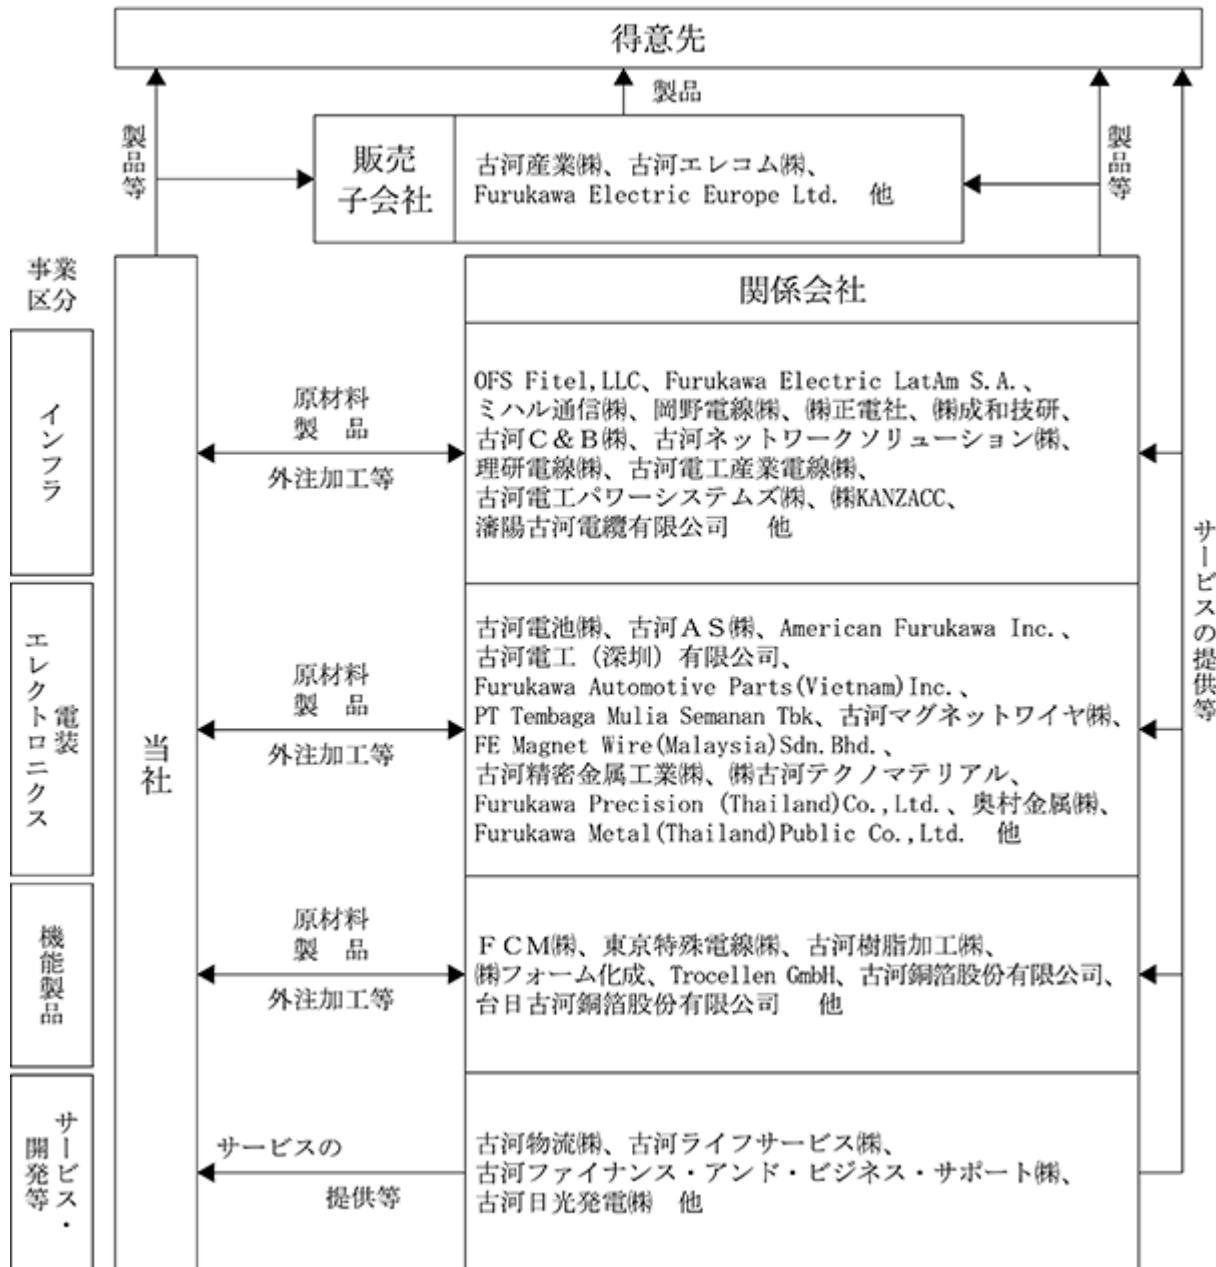 得意先
製品
製品等
製品等
販売
子会社
古河産業㈱、古河エレコム㈱、
Furukawa Electric Europe Ltd.　他
事業
区分
当社
関係会社
インフラ
原材料
製　品
外注加工等
OFS Fitel,LLC、Furukawa Electric LatAm S.A.、
ミハル通信㈱、岡野電線㈱、㈱正電社、㈱成和技研、
古河Ｃ＆Ｂ㈱、古河ネットワークソリューション㈱、
理研電線㈱、古河電工産業電線㈱、
古河電工パワーシステムズ㈱、㈱KANZACC、
瀋陽古河電纜有限公司　他
サービスの提供等
電装
エレクトロニクス
原材料
製　品
外注加工等
古河電池㈱、古河ＡＳ㈱、American Furukawa Inc.、
古河電工（深圳）有限公司、
Furukawa Automotive Parts(Vietnam)Inc.、
PT Tembaga Mulia Semanan Tbk、古河マグネットワイヤ㈱、
FE Magnet Wire(Malaysia)Sdn.Bhd.、
古河精密金属工業㈱、㈱古河テクノマテリアル、
Furukawa Precision (Thailand)Co.,Ltd.、奥村金属㈱、
Furukawa Metal(Thailand)Public Co.,Ltd.　他
機能製品
原材料
製　品
外注加工等
ＦＣＭ㈱、東京特殊電線㈱、古河樹脂加工㈱、
㈱フォーム化成、Trocellen GmbH、古河銅箔股份有限公司、
台日古河銅箔股份有限公司　他
サービス・
開発等
サービスの
提供等
古河物流㈱、古河ライフサービス㈱、
古河ファイナンス・アンド・ビジネス・サポート㈱、
古河日光発電㈱　他